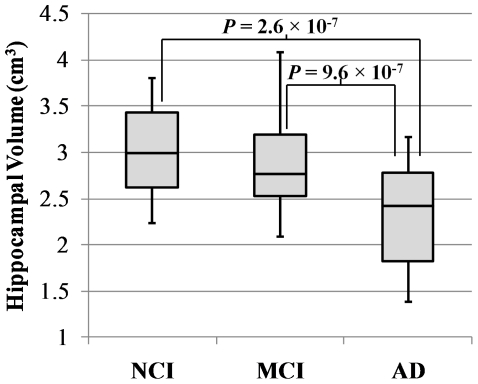 Hippocampal Volume (cm³)
4.5
4
3.5
3
2.5
2
1.5
1
P = 2.6 × 10⁻⁷
P = 9.6 × 10⁻⁷
NCI MCI AD